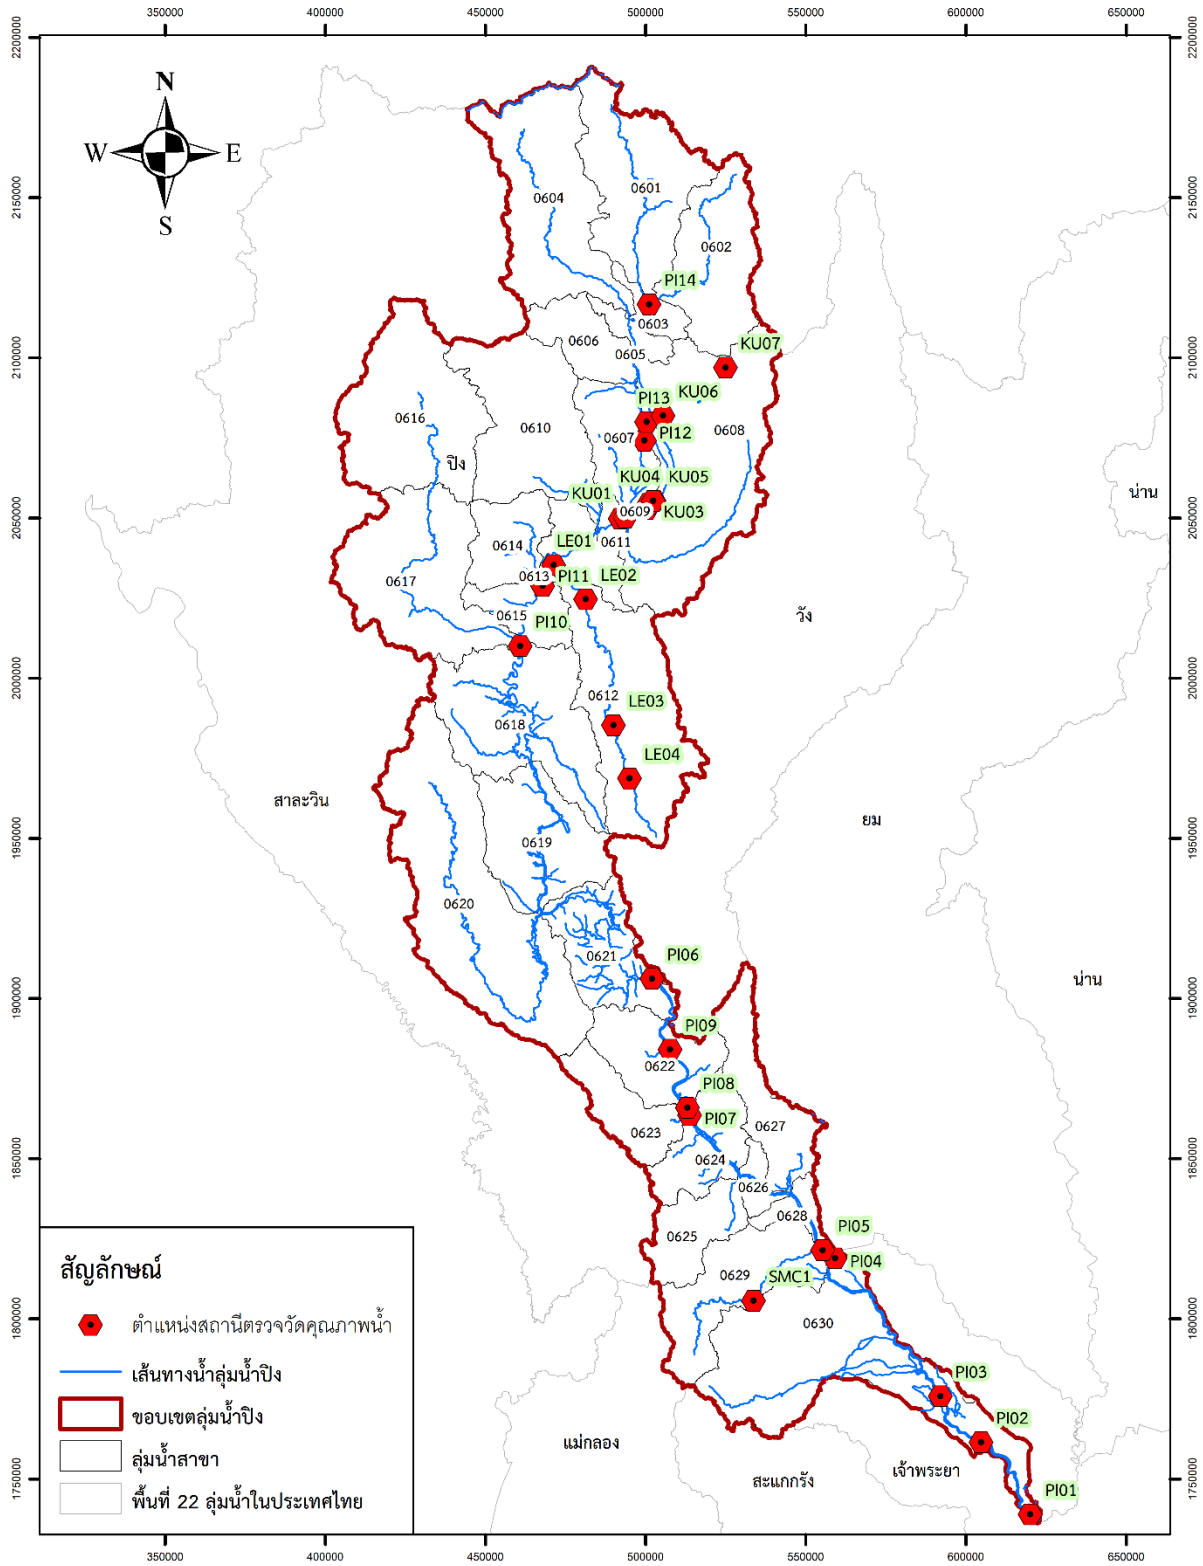 350000 400000 450000 500000 550000 600000 650000
2200000 2200000
N
W E
S
2150000 2150000
0604
0601
0602
PI14
0603
2100000 2100000
0606
0605
KU07
KU06
PI13
0616
0610
0607
PI12
0608
ปิง
KU04 KU05
น่าน
KU01
0609
KU03
2050000 2050000
0614
LE01
0611
0617
0613
PI11
LE02
0615
PI10
วัง
2000000 2000000
0612
LE03
0618
LE04
สาละวิน
ยม
1950000 1950000
0619
0620
0621
PI06
น่าน
1900000 1900000
PI09
0622
PI08
PI07
0623
0627
0624
1850000 1850000
0626
0628
PI05
0625
PI04
0629
SMC1
สัญลักษณ์
ตำแหน่งสถานีตรวจวัดคุณภาพน้ำ
1800000 1800000
0630
เส้นทางน้ำลุ่มน้ำปิง
PI03
ขอบเขตลุ่มน้ำปิง
PI02
แม่กลอง
ลุ่มน้ำสาขา
เจ้าพระยา
สะแกกรัง
1750000 1750000
PI01
พื้นที่ 22 ลุ่มน้ำในประเทศไทย
350000 400000 450000 500000 550000 600000 650000